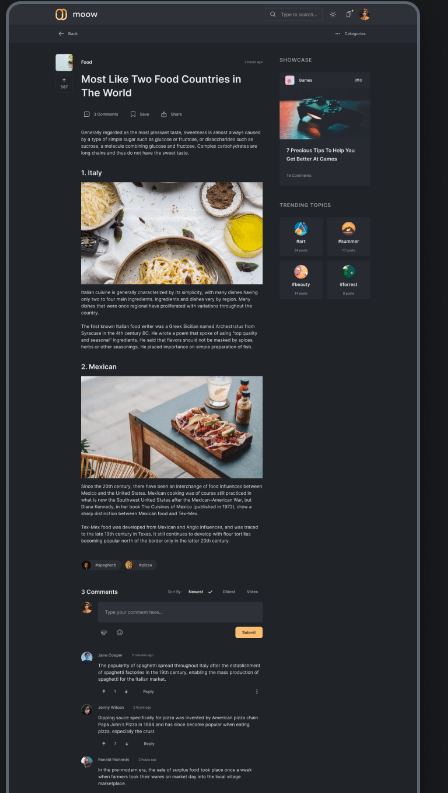 moow
Type to search...
Back
Categories
Food
Most Like Two Food Countries in
The World
3 Comments
Save
Share
Generally regarded as the most pleasant taste, sweetness is almost always caused
by a type of simple sugar such as glucose or fructose, or disaccharides such as
sucrose, a molecule combining glucose and fructose. Complex carbohydrates are
long chains and thus do not have the sweet taste.
1. Italy
Italian cuisine is generally characterized by its simplicity, with many dishes having
only two to four main ingredients. Ingredients and dishes vary by region. Many
dishes that were once regional have proliferated with variations throughout the
country.
The first known Italian food writer was a Greek Sicilian named Archestratus from
Syracuse in the 4th century BC. He wrote a poem that spoke of using "top quality
and seasonal" ingredients. He said that flavors should not be masked by spices,
herbs or other seasonings. He placed importance on simple preparation of fish.
2. Mexican
Since the 20th century, there have been an interchange of food influences between
Mexico and the United States. Mexican cooking was of course still practiced in
what is now the Southwest United States after the Mexican-American War, but
Diana Kennedy, in her book The Cuisines of Mexico (published in 1972), drew a
sharp distinction between Mexican food and Tex-Mex.
Tex-Mex food was developed from Mexican and Anglo influences, and was traced
to the late 19th century in Texas. It still continues to develop with flour tortillas
becoming popular north of the border only in the latter 20th century.
#spaghetti
#pizza
3 Comments
Sort By
Newest
Oldest
Votes
Type your comment here...
Submit
Jane Cooper
The popularity of spaghetti spread throughout Italy after the establishment
of spaghetti factories in the 19th century, enabling the mass production of
spaghetti for the Italian market.
1
Reply
Jenny Wilson
Dipping sauce specifically for pizza was invented by American pizza chain
Papa John's Pizza in 1984 and has since become popular when eating
pizza, especially the crust.
7
Reply
Ronald Richards
In the pre-modern era, the sale of surplus food took place once a week
when farmers took their wares on market day into the local village
marketplace.
SHOWCASE
Games
7 Precious Tips To Help You
Get Better At Games
16 Comments
TRENDING TOPICS
#art
#summer
#beauty
#forrest